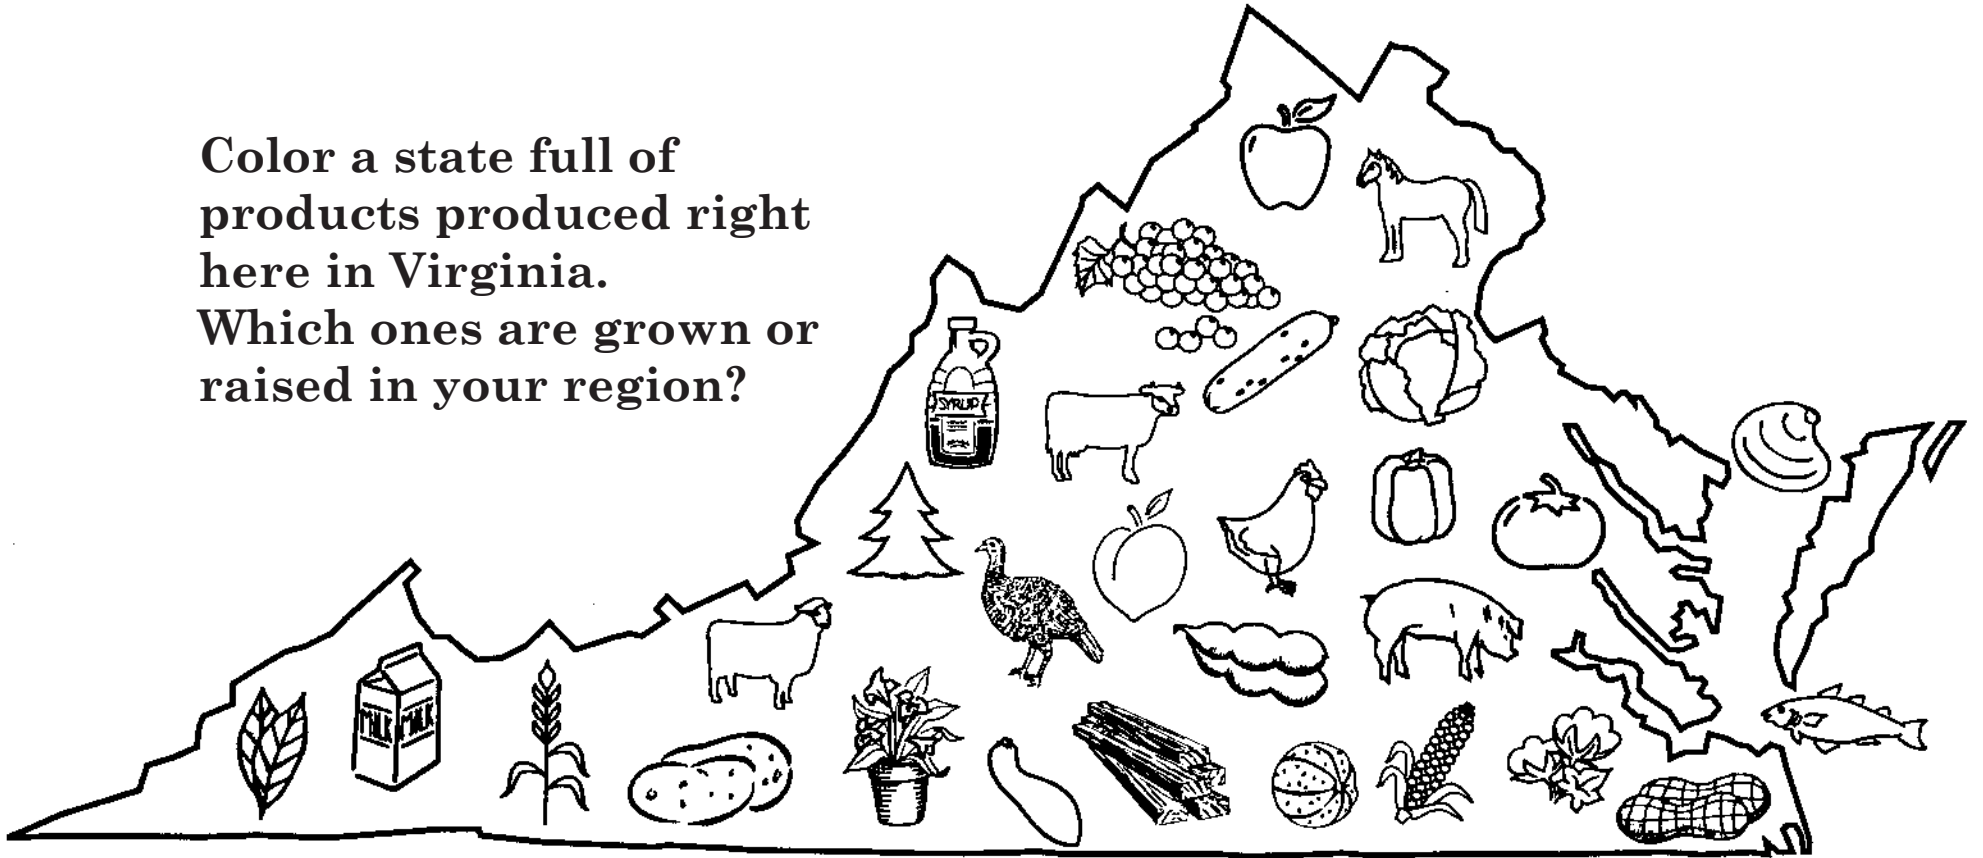 Color a state full of
products produced right
here in Virginia.
Which ones are grown or
raised in your region?
SYRUP
MILK MILK